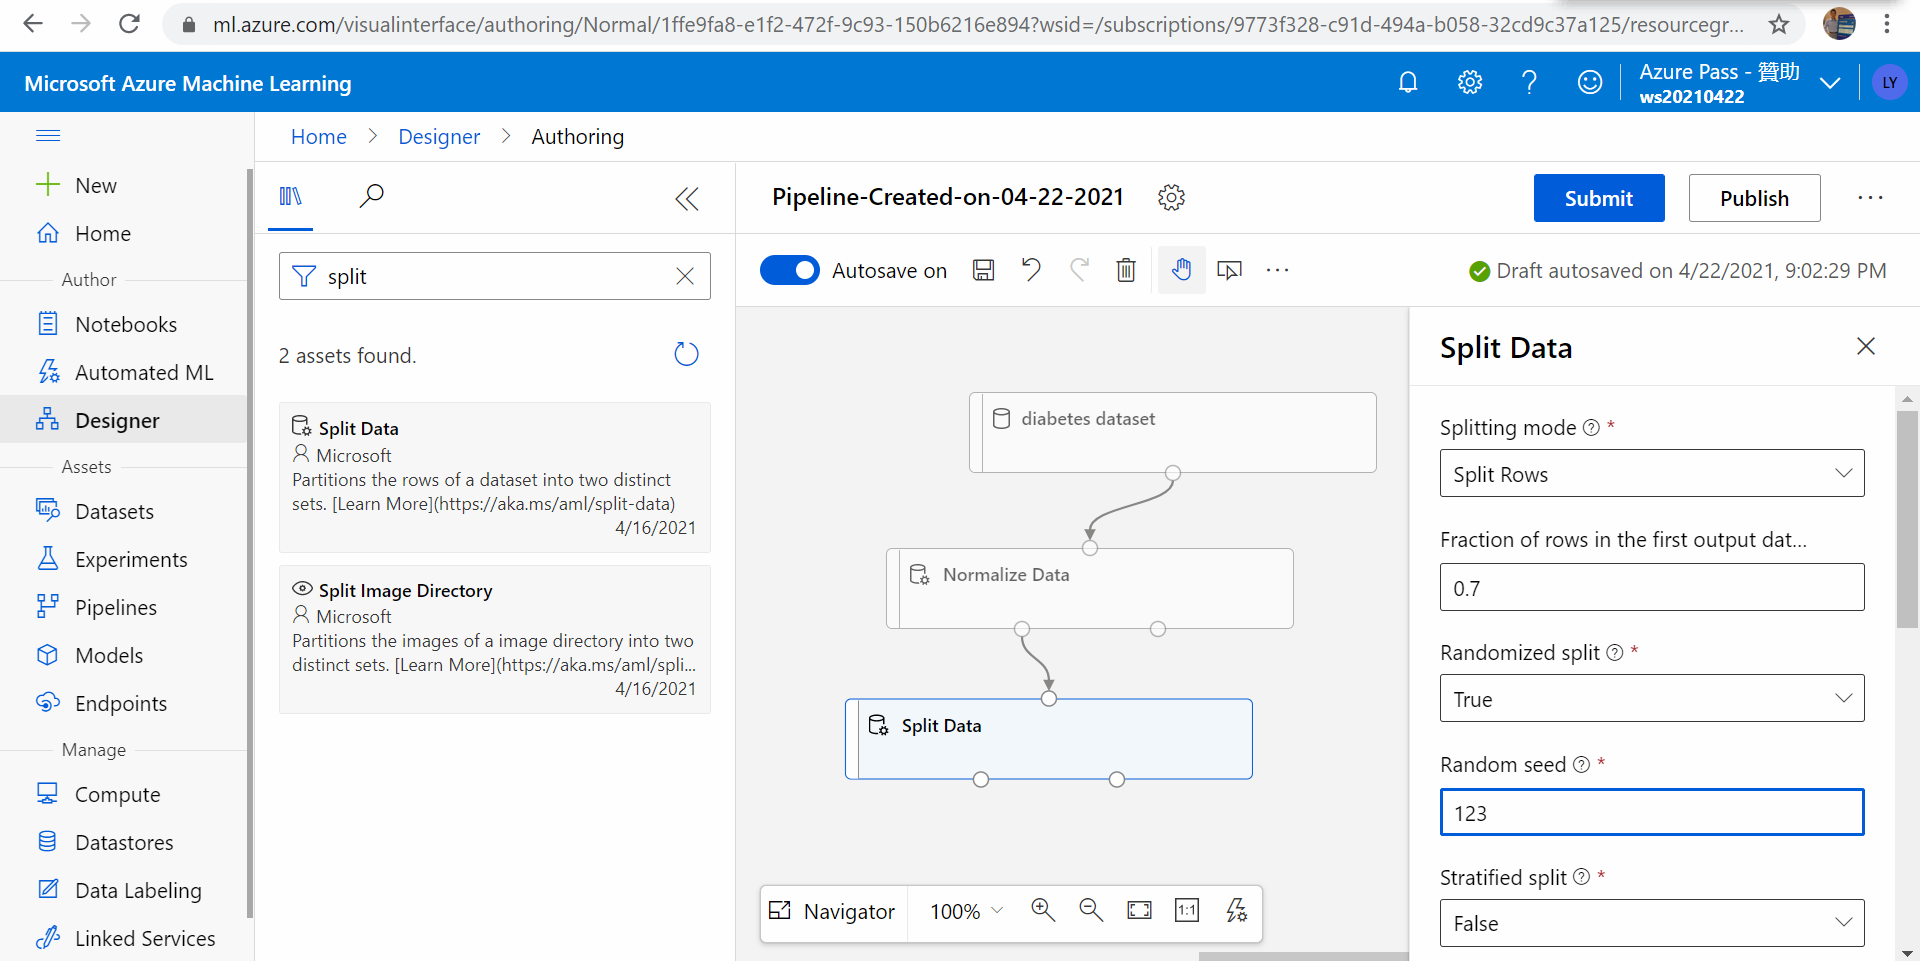 ml.azure.com/visualinterface/authoring/Normal/1ffe9fa8-e1f2-472f-9c93-150b6216e894?wsid=/subscriptions/9773f328-c91d-494a-b058-32cd9c37a125/resourcegr...
Microsoft Azure Machine Learning
Azure Pass - 贊助
ws20210422
LY
New
Home
Author
Notebooks
Automated ML
Designer
Assets
Datasets
Experiments
Pipelines
Models
Endpoints
Manage
Compute
Datastores
Data Labeling
Linked Services
Home > Designer > Authoring
split
2 assets found.
Split Data
Microsoft
Partitions the rows of a dataset into two distinct
sets. [Learn More](https://aka.ms/aml/split-data)
4/16/2021
Split Image Directory
Microsoft
Partitions the images of a image directory into two
distinct sets. [Learn More](https://aka.ms/aml/spli...
4/16/2021
Pipeline-Created-on-04-22-2021
Submit
Publish
Autosave on
Draft autosaved on 4/22/2021, 9:02:29 PM
diabetes dataset
Normalize Data
Split Data
Navigator
100%
1:1
Split Data
Splitting mode *
Split Rows
Fraction of rows in the first output dat...
0.7
Randomized split *
True
Random seed *
123
Stratified split *
False